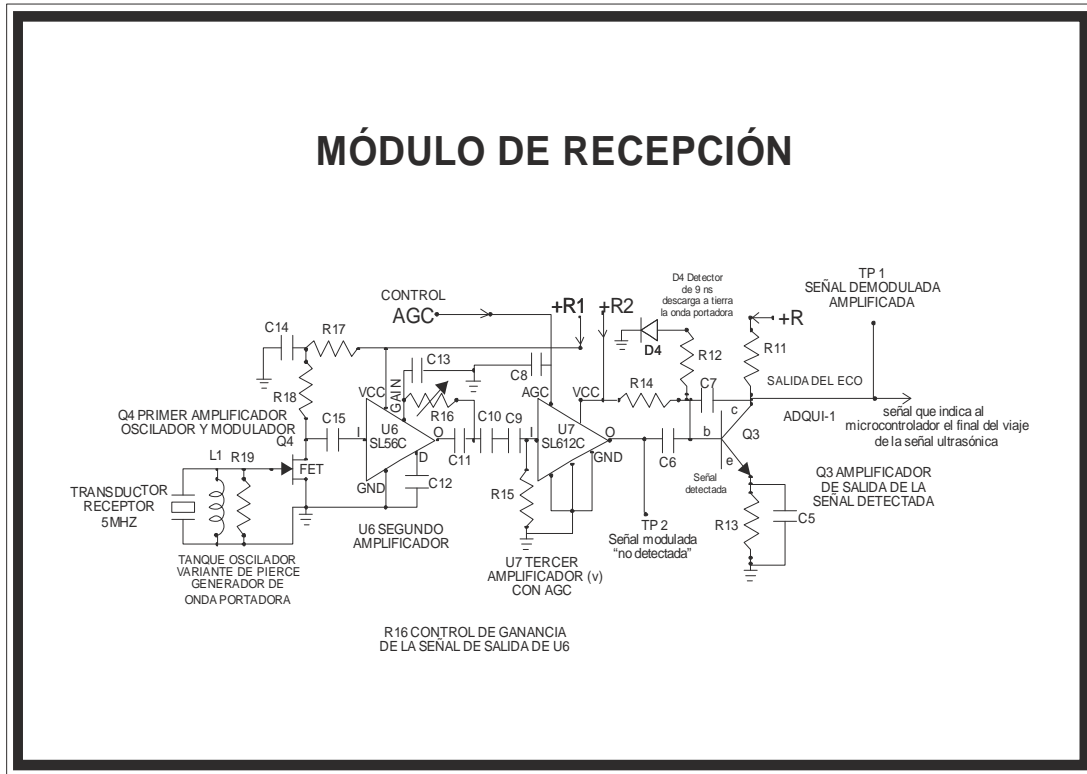 MÓDULO DE RECEPCIÓN
D4 Detector
de 9 ns
descarga a tierra
la onda portadora
TP 1
SEÑAL DEMODULADA
AMPLIFICADA
CONTROL
AGC
+R1
+R2
+R
C14
R17
C13
C8
D4
R12
R11
R18
VCC
GAIN
R16
AGC
VCC
R14
C7
SALIDA DEL ECO
Q4 PRIMER AMPLIFICADOR
OSCILADOR Y MODULADOR
C15
Q4
I
U6
SL56C
O
D
C11
C10
C9
I
U7
SL612C
O
GND
C6
b
c
e
Q3
ADQUI-1
señal que indica al
microcontrolador el final del viaje
de la señal ultrasónica
L1
R19
FET
GND
C12
R15
Señal
detectada
Q3 AMPLIFICADOR
DE SALIDA DE LA
SEÑAL DETECTADA
TRANSDUCTOR
RECEPTOR
5MHZ
R13
C5
U6 SEGUNDO
AMPLIFICADOR
TP 2
Señal modulada
“no detectada”
TANQUE OSCILADOR
VARIANTE DE PIERCE
GENERADOR DE
ONDA PORTADORA
U7 TERCER
AMPLIFICADOR (v)
CON AGC
R16 CONTROL DE GANANCIA
DE LA SEÑAL DE SALIDA DE U6